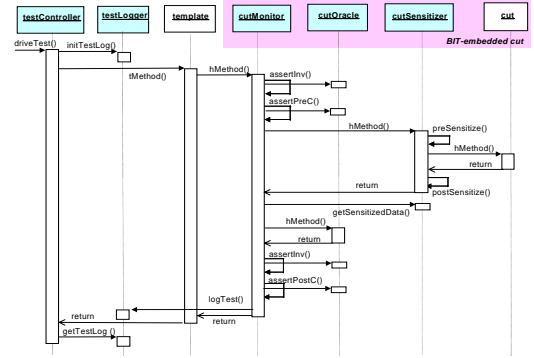 testController testLogger template cutMonitor cutOracle cutSensitizer cut
BIT-embedded cut
driveTest()
initTestLog()
tMethod()
hMethod()
assertInv()
assertPreC()
hMethod()
preSensitize()
hMethod()
return
return
postSensitize()
getSensitizedData()
hMethod()
return
assertInv()
assertPostC()
logTest()
return
return
getTestLog ()